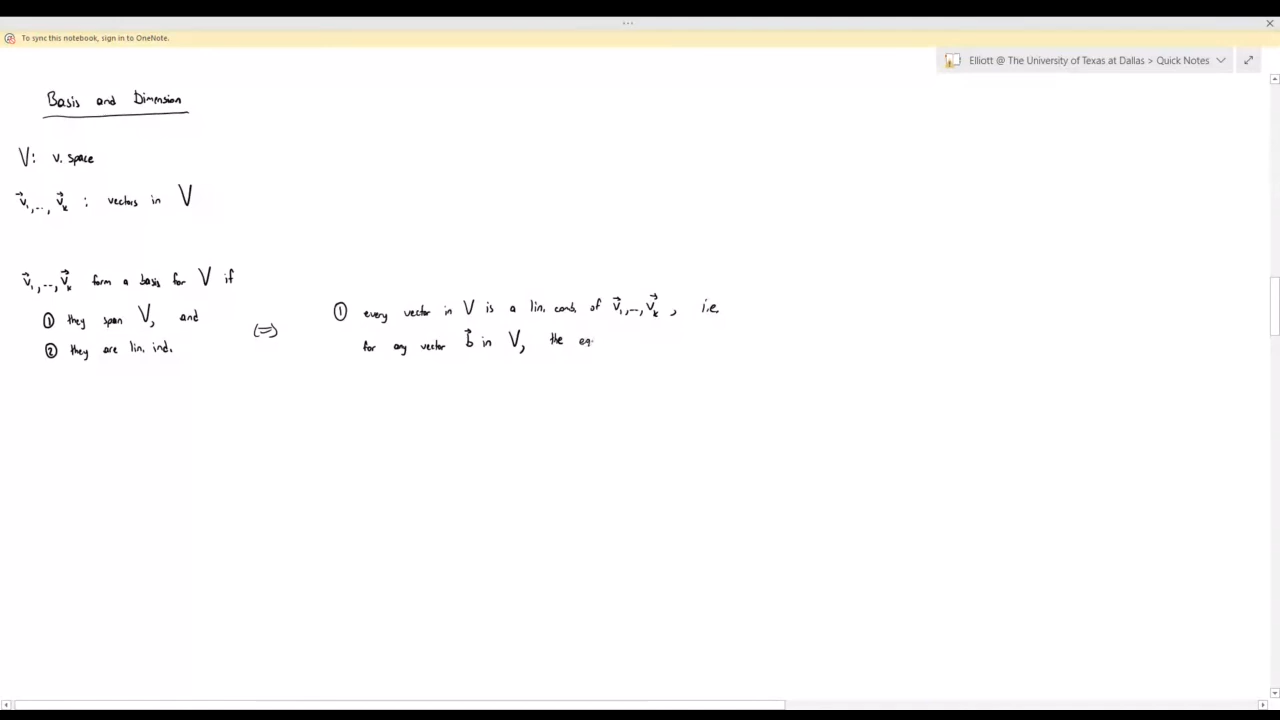 To sync this notebook, sign in to OneNote.
Elliott @ The University of Texas at Dallas > Quick Notes
Basis and Dimension
V: v. space
v⃗₁,..., v⃗ₖ : vectors in V
v⃗₁,...,v⃗ₖ form a basis for V if
① they span V, and
② they are lin. ind.
(=)
① every vector in V is a lin. comb. of v⃗₁,...,v⃗ₖ, i.e.
for any vector b⃗ in V, the eq